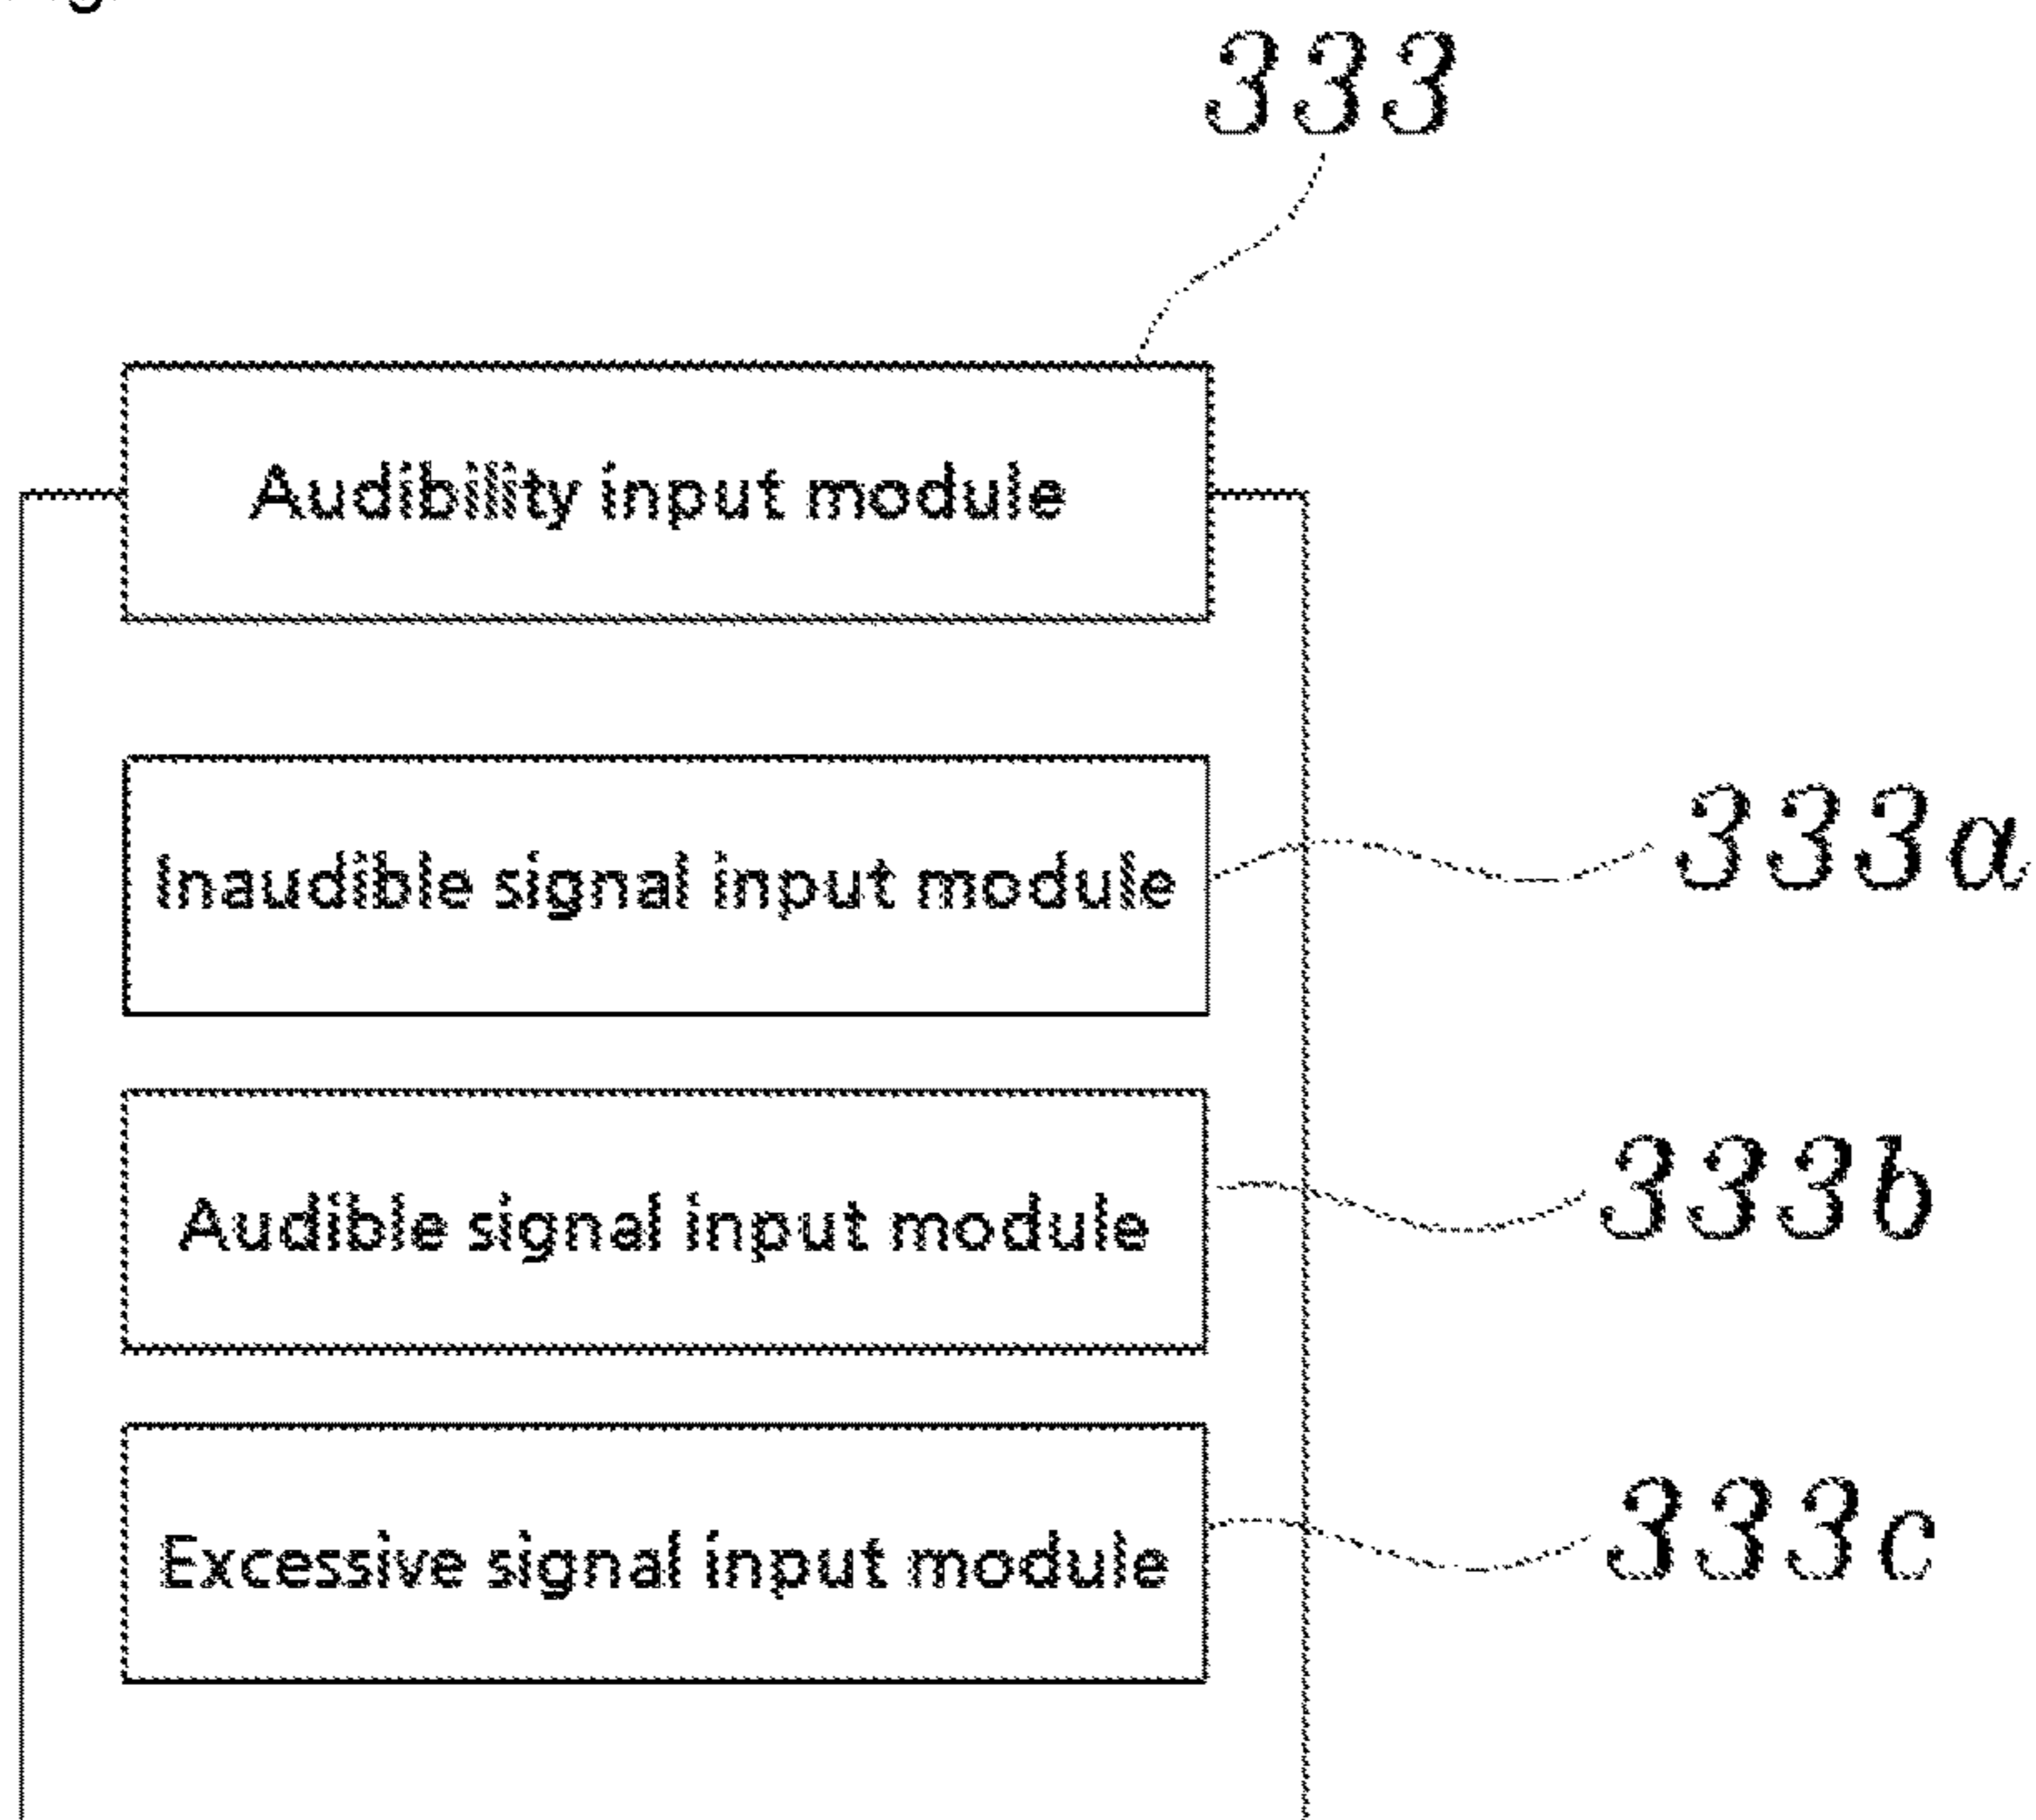 333
Audibility input module
Inaudible signal input module
333a
Audible signal input module
333b
Excessive signal input module
333c